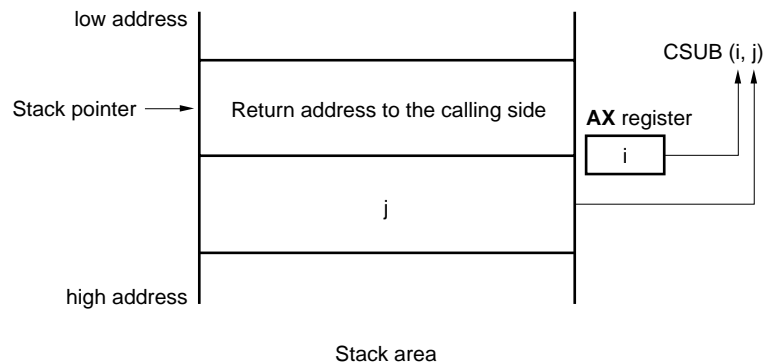 low address
CSUB (i, j)
Stack pointer
Return address to the calling side
AX register
i
j
high address
Stack area